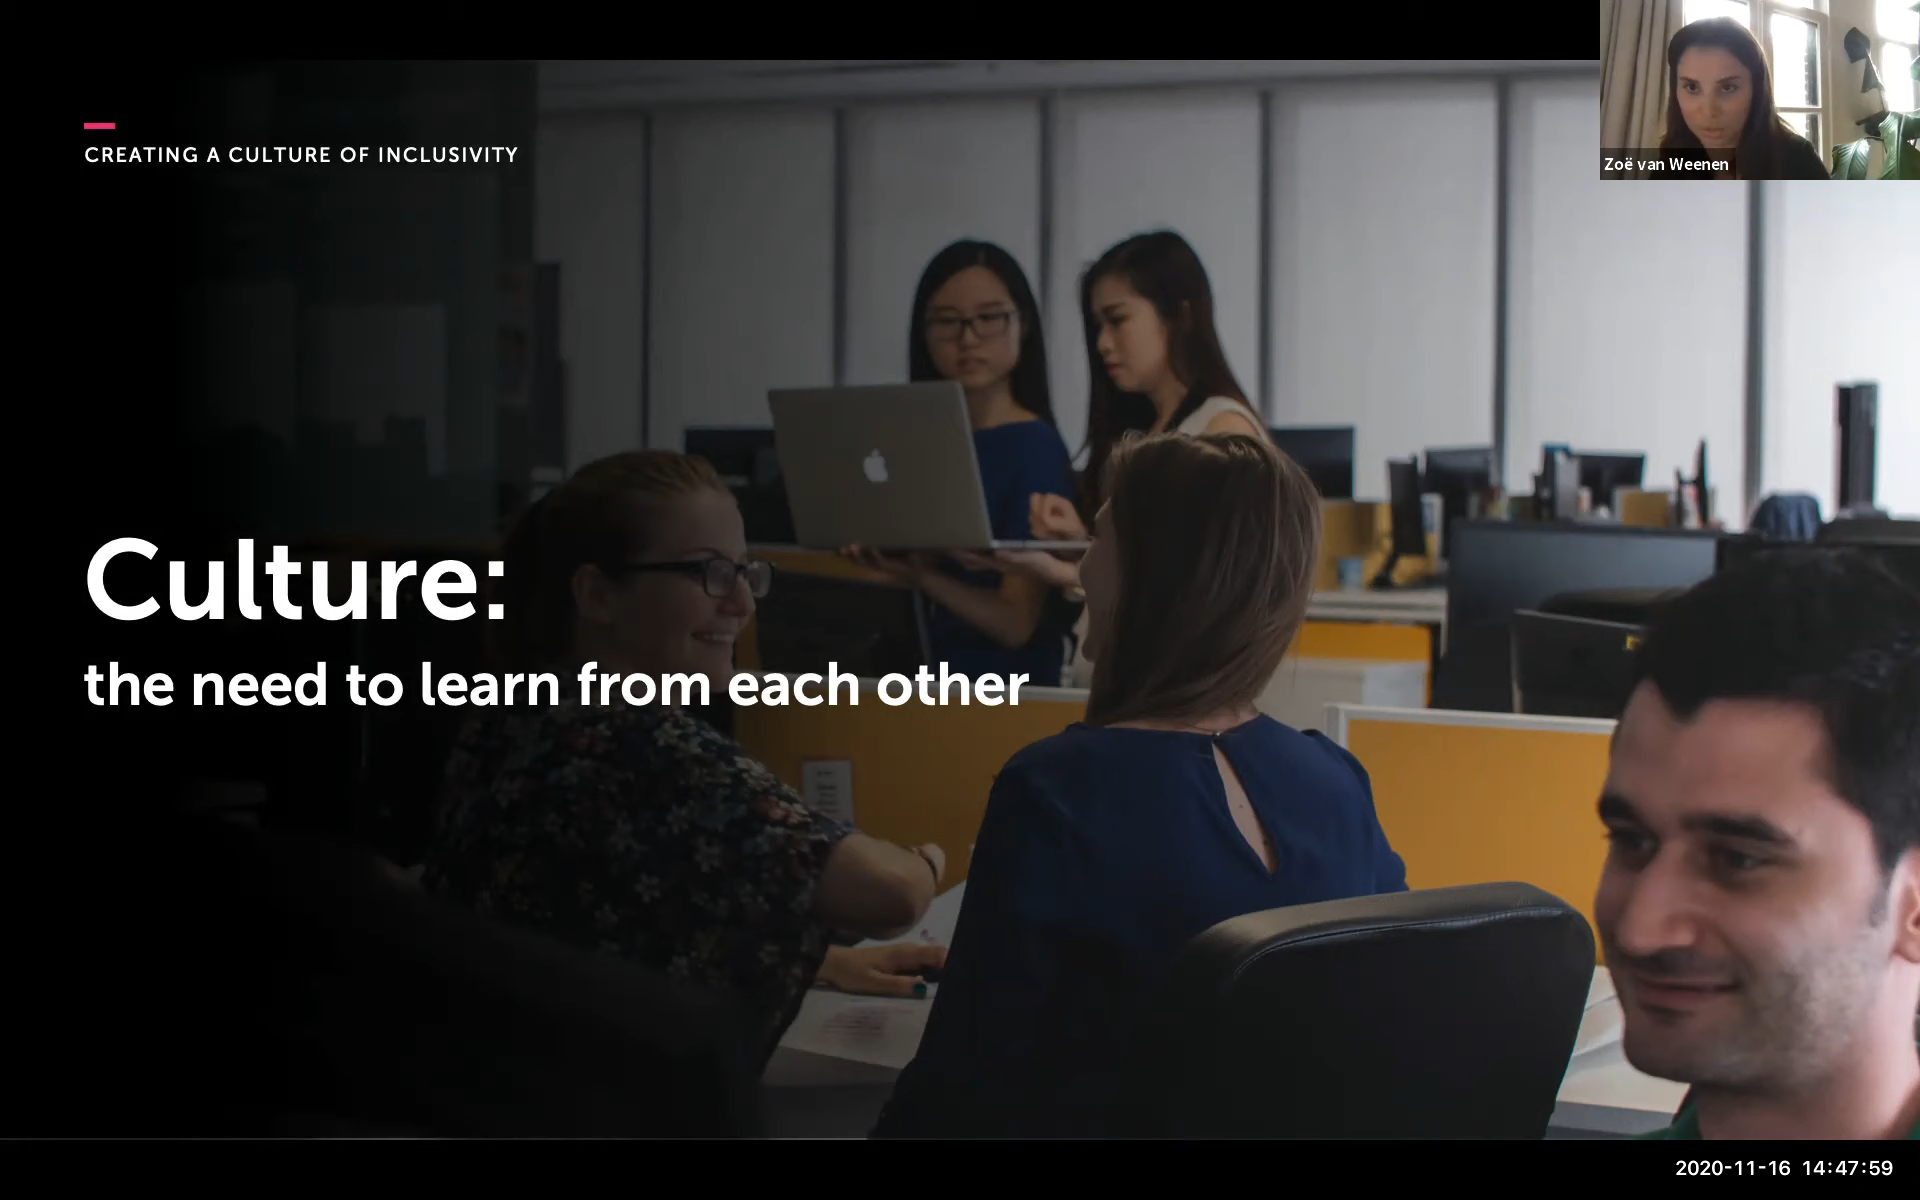 CREATING A CULTURE OF INCLUSIVITY
Zoë van Weenen
Culture:
the need to learn from each other
2020-11-16 14:47:59